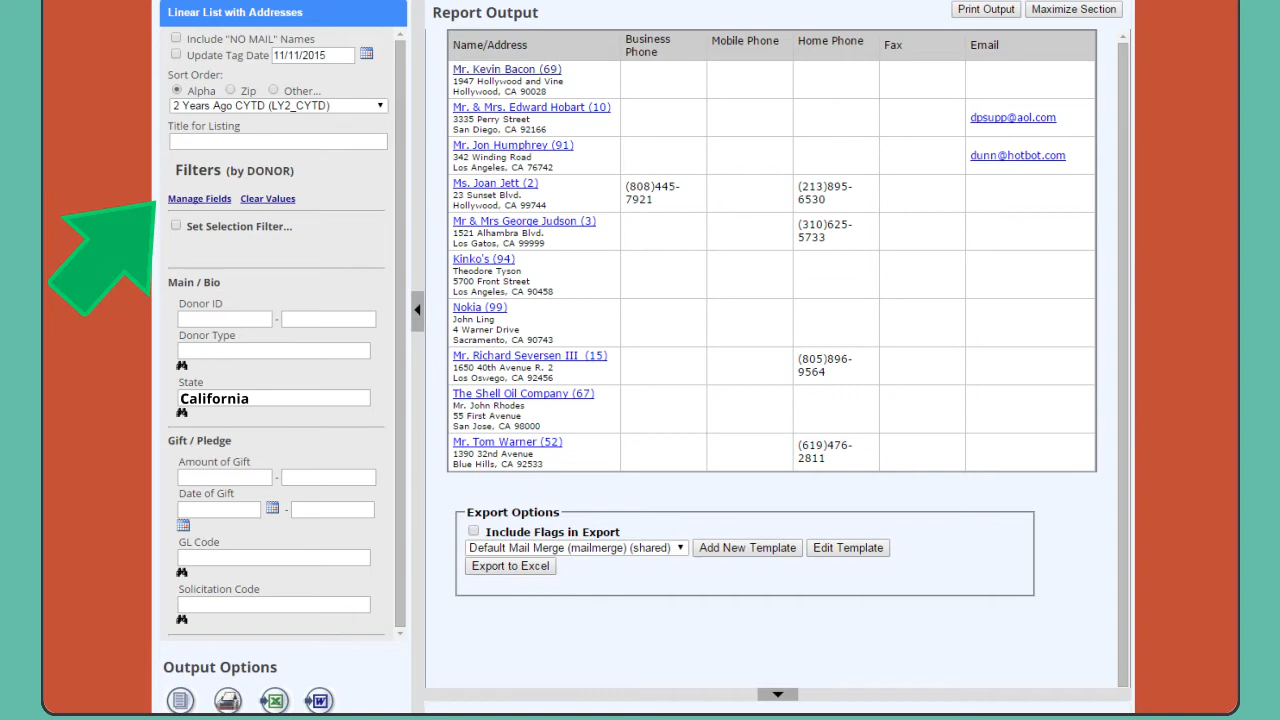 Linear List with Addresses
Include "NO MAIL" Names
Update Tag Date 11/11/2015
Sort Order:
Alpha Zip Other...
2 Years Ago CYTD (LY2_CYTD)
Title for Listing
Filters (by DONOR)
Manage Fields Clear Values
Set Selection Filter...
Main / Bio
Donor ID
-
Donor Type
State
California
Gift / Pledge
Amount of Gift
-
Date of Gift
-
GL Code
Solicitation Code
Output Options
Report Output
Print Output Maximize Section
Name/Address Business Phone Mobile Phone Home Phone Fax Email
Mr. Kevin Bacon (69)
1947 Hollywood and Vine
Hollywood, CA 90028
Mr. & Mrs. Edward Hobart (10)
3335 Perry Street
San Diego, CA 92166
dpsupp@aol.com
Mr. Jon Humphrey (91)
342 Winding Road
Los Angeles, CA 76742
dunn@hotbot.com
Ms. Joan Jett (2)
23 Sunset Blvd.
Hollywood, CA 99744
(808)445-
7921
(213)895-
6530
Mr & Mrs George Judson (3)
1521 Alhambra Blvd.
Los Gatos, CA 99999
(310)625-
5733
Kinko's (94)
Theodore Tyson
5700 Front Street
Los Angeles, CA 90458
Nokia (99)
John Ling
4 Warner Drive
Sacramento, CA 90743
Mr. Richard Seversen III (15)
1650 40th Avenue R. 2
Los Oswego, CA 92456
(805)896-
9564
The Shell Oil Company (67)
Mr. John Rhodes
55 First Avenue
San Jose, CA 98000
Mr. Tom Warner (52)
1390 32nd Avenue
Blue Hills, CA 92533
(619)476-
2811
Export Options
Include Flags in Export
Default Mail Merge (mailmerge) (shared) Add New Template Edit Template
Export to Excel